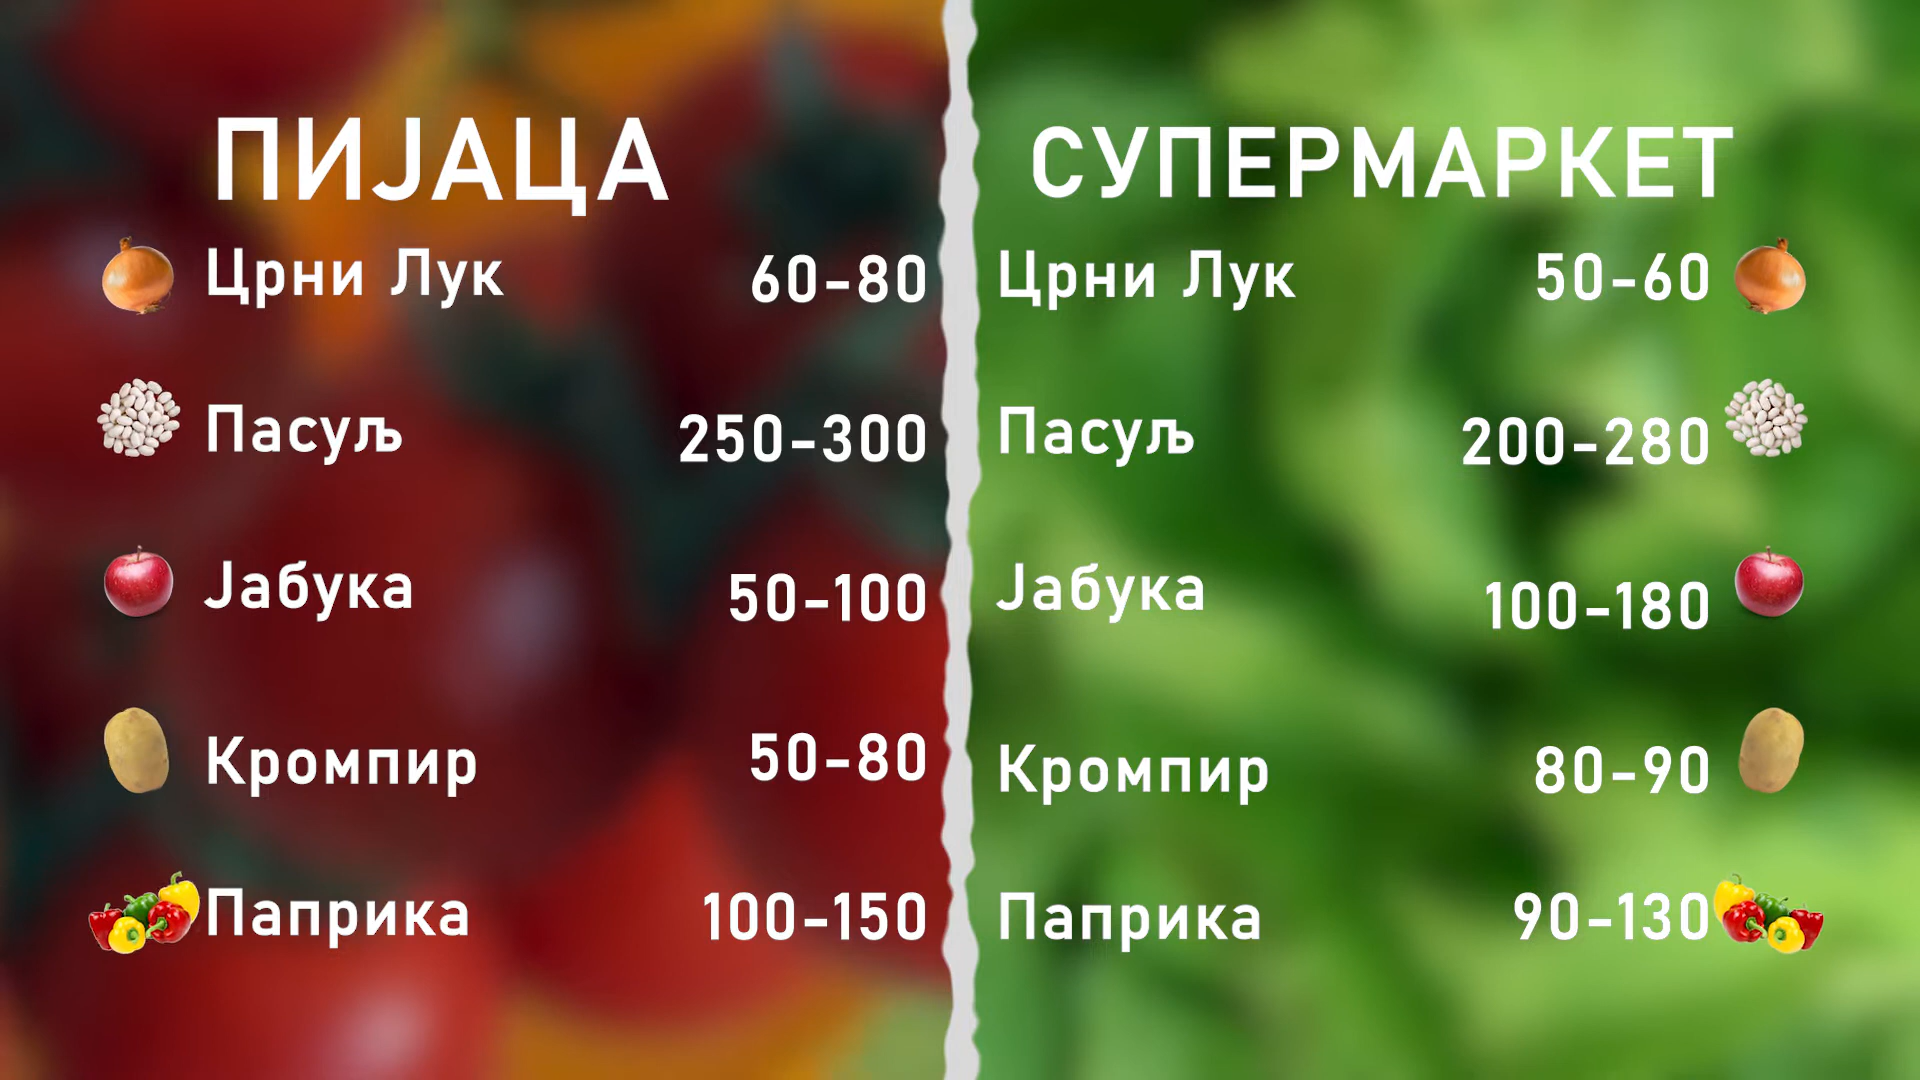 ПИЈАЦА
Црни Лук 60-80
Пасуљ 250-300
Јабука 50-100
Кромпир 50-80
Паприка 100-150
СУПЕРМАРКЕТ
Црни Лук 50-60
Пасуљ 200-280
Јабука 100-180
Кромпир 80-90
Паприка 90-130